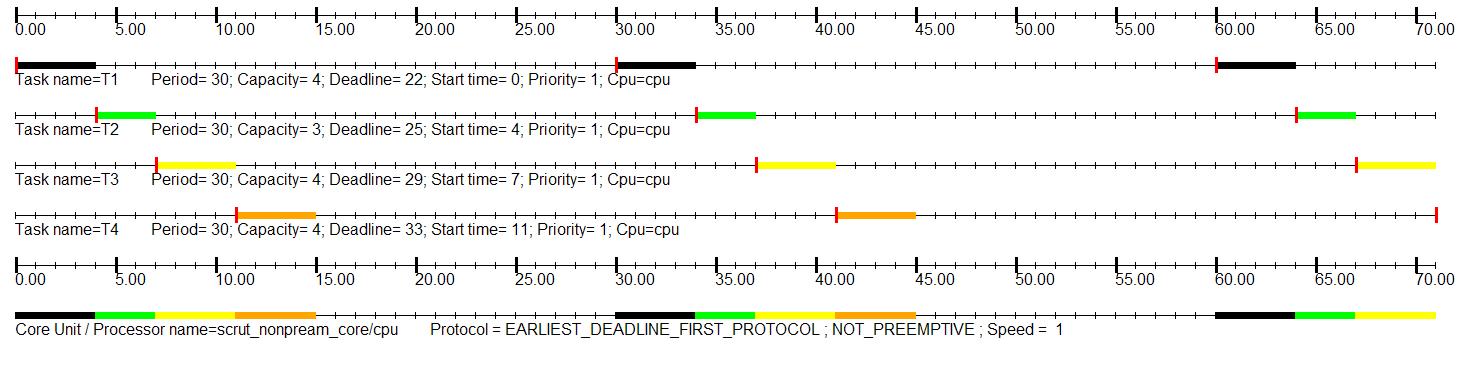 0.00 5.00 10.00 15.00 20.00 25.00 30.00 35.00 40.00 45.00 50.00 55.00 60.00 65.00 70.00
Task name=T1 Period= 30; Capacity= 4; Deadline= 22; Start time= 0; Priority= 1; Cpu=cpu
Task name=T2 Period= 30; Capacity= 3; Deadline= 25; Start time= 4; Priority= 1; Cpu=cpu
Task name=T3 Period= 30; Capacity= 4; Deadline= 29; Start time= 7; Priority= 1; Cpu=cpu
Task name=T4 Period= 30; Capacity= 4; Deadline= 33; Start time= 11; Priority= 1; Cpu=cpu
0.00 5.00 10.00 15.00 20.00 25.00 30.00 35.00 40.00 45.00 50.00 55.00 60.00 65.00 70.00
Core Unit / Processor name=scrut_nonpream_core/cpu Protocol = EARLIEST_DEADLINE_FIRST_PROTOCOL ; NOT_PREEMPTIVE ; Speed = 1